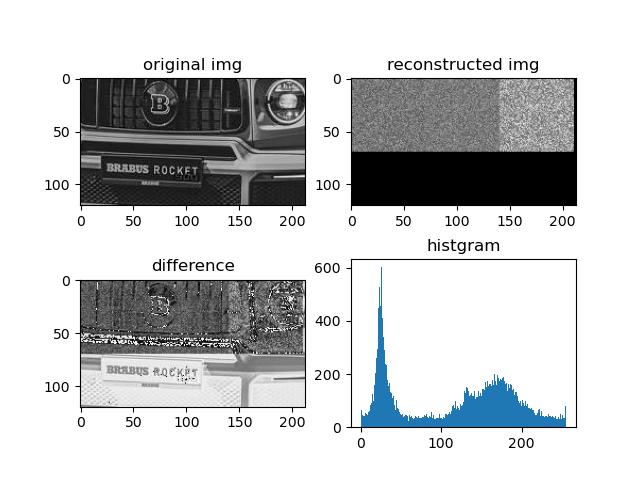 original img
0
50
100
0 50 100 150 200
B
BRABUS ROCKET
reconstructed img
0
50
100
0 50 100 150 200
difference
0
50
100
0 50 100 150 200
B
BRABUS ROCKET
histgram
600
400
200
0
0 100 200